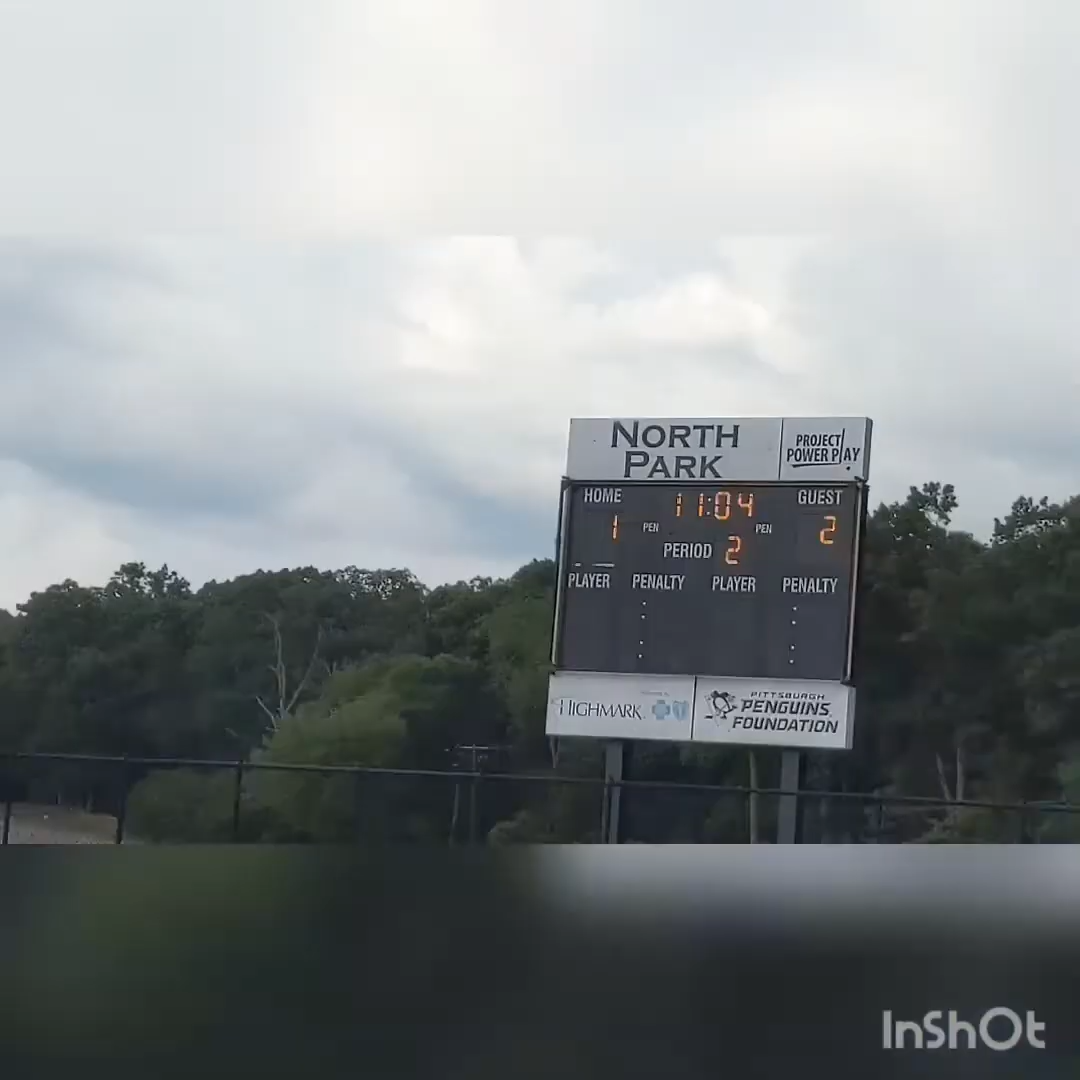 NORTH
PARK
PROJECT
POWER PLAY
HOME
11:04
GUEST
1
PEN
PEN
2
PERIOD 2
PLAYER PENALTY PLAYER PENALTY
HIGHMARK
PITTSBURGH
PENGUINS
FOUNDATION
InShOt